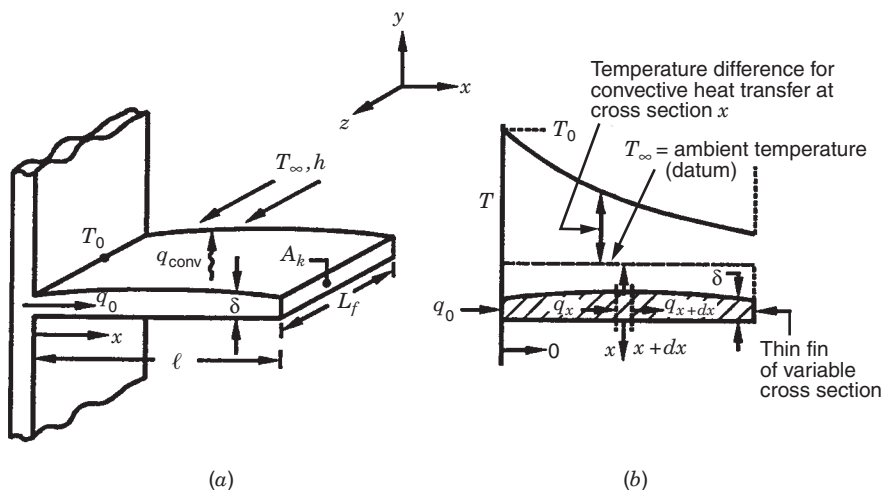 y
x
z
T∞, h
T0
qconv
Ak
q0
δ
Lf
x
ℓ
(a)
Temperature difference for
convective heat transfer at
cross section x
T0
T∞ = ambient temperature
(datum)
T
δ
q0
qx
qx+dx
0
x
x + dx
Thin fin
of variable
cross section
(b)